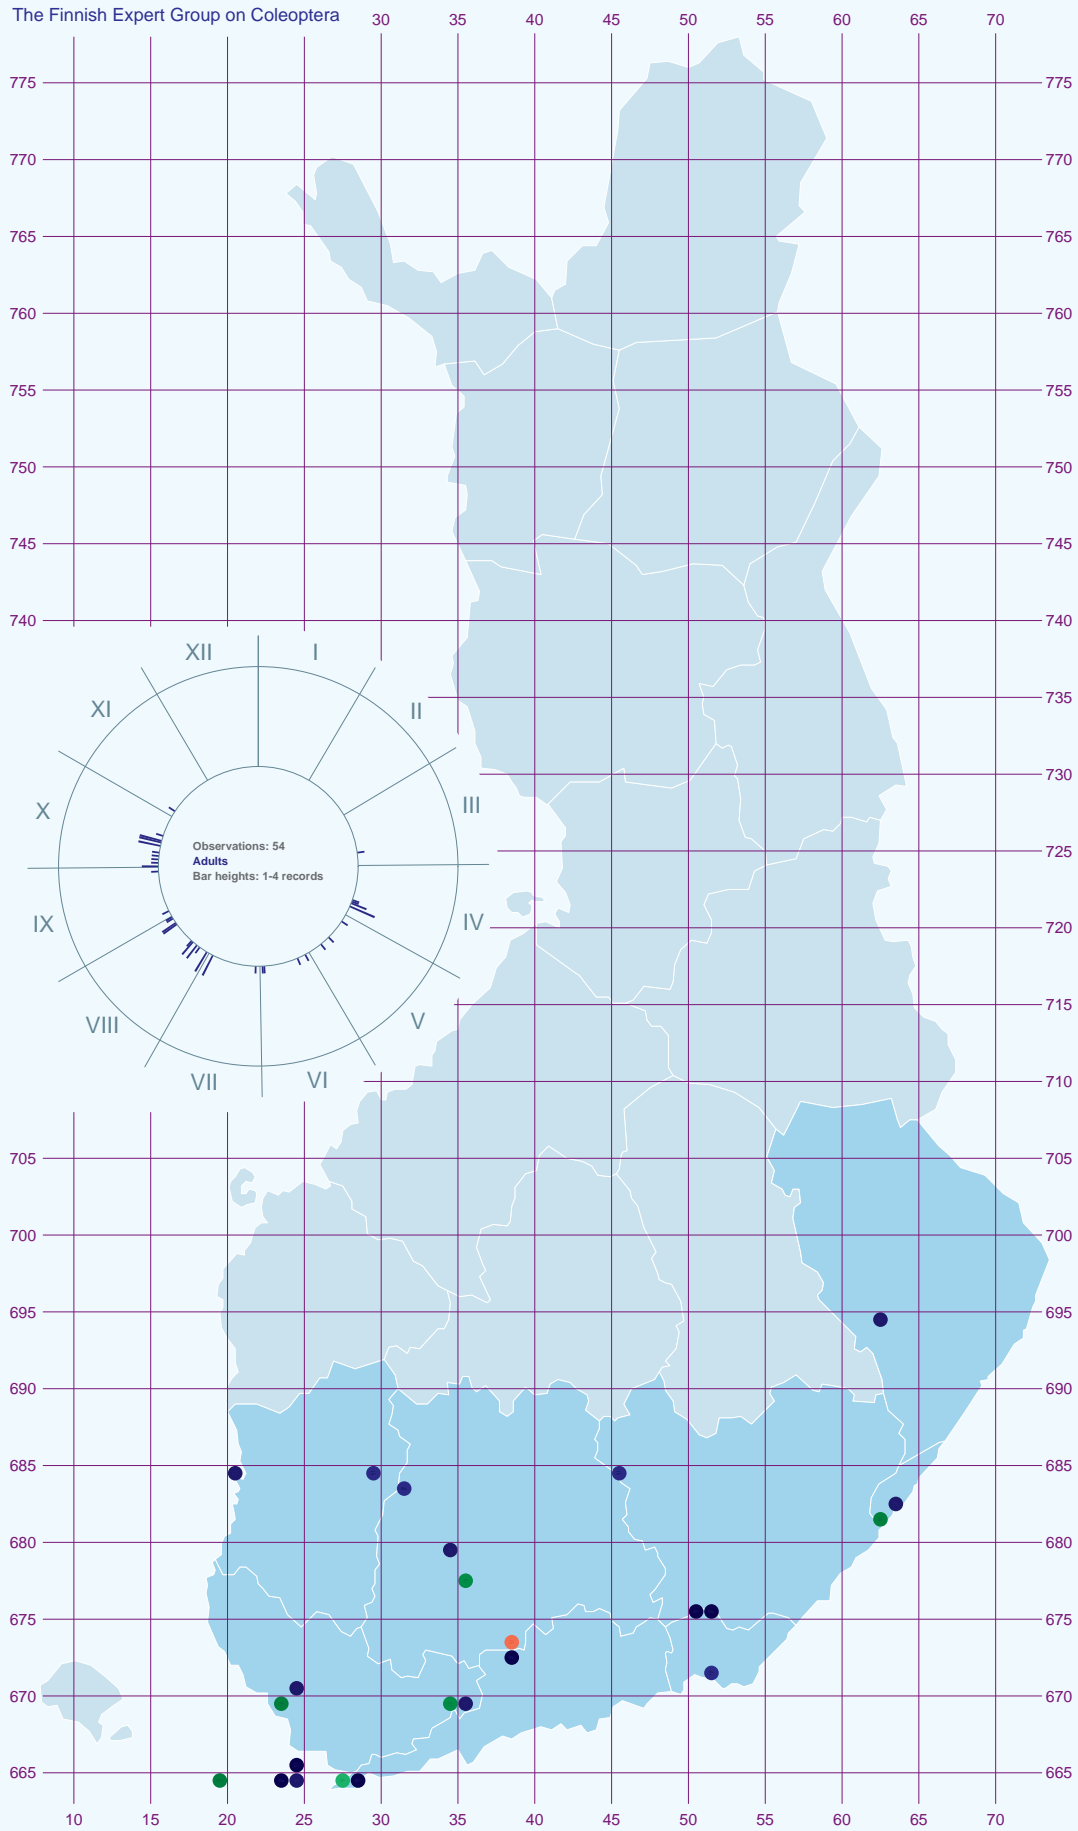 The Finnish Expert Group on Coleoptera 30 35 40 45 50 55 60 65 70
775 775
770 770
765 765
760 760
755 755
750 750
745 745
740 740
XII I
735
XI II
730
X III
Observations: 54
725
Adults
Bar heights: 1-4 records
IX IV 720
715
VIII V
VII VI 710
705 705
700 700
695 695
690 690
685 685
680 680
675 675
670 670
665 665
10 15 20 25 30 35 40 45 50 55 60 65 70